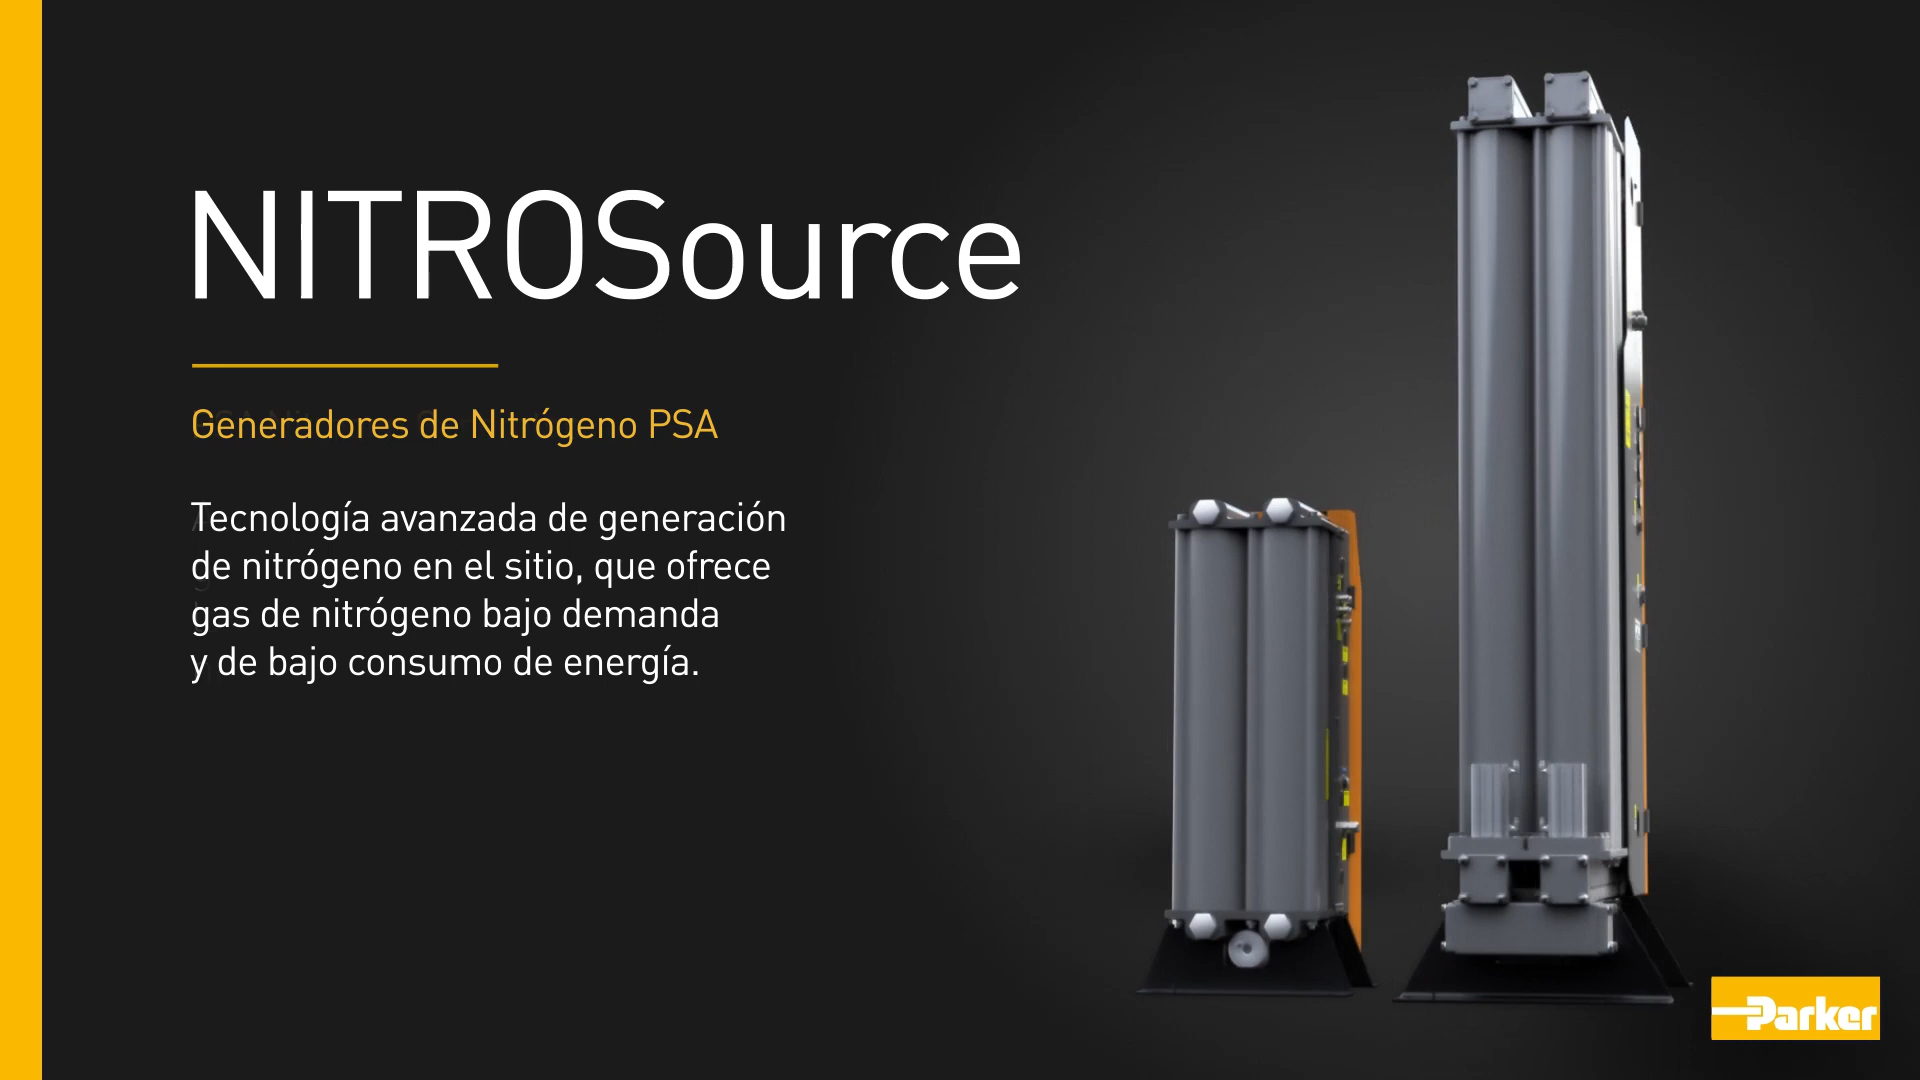 NITROSource
Generadores de Nitrógeno PSA
Tecnología avanzada de generación
de nitrógeno en el sitio, que ofrece
gas de nitrógeno bajo demanda
y de bajo consumo de energía.
Parker